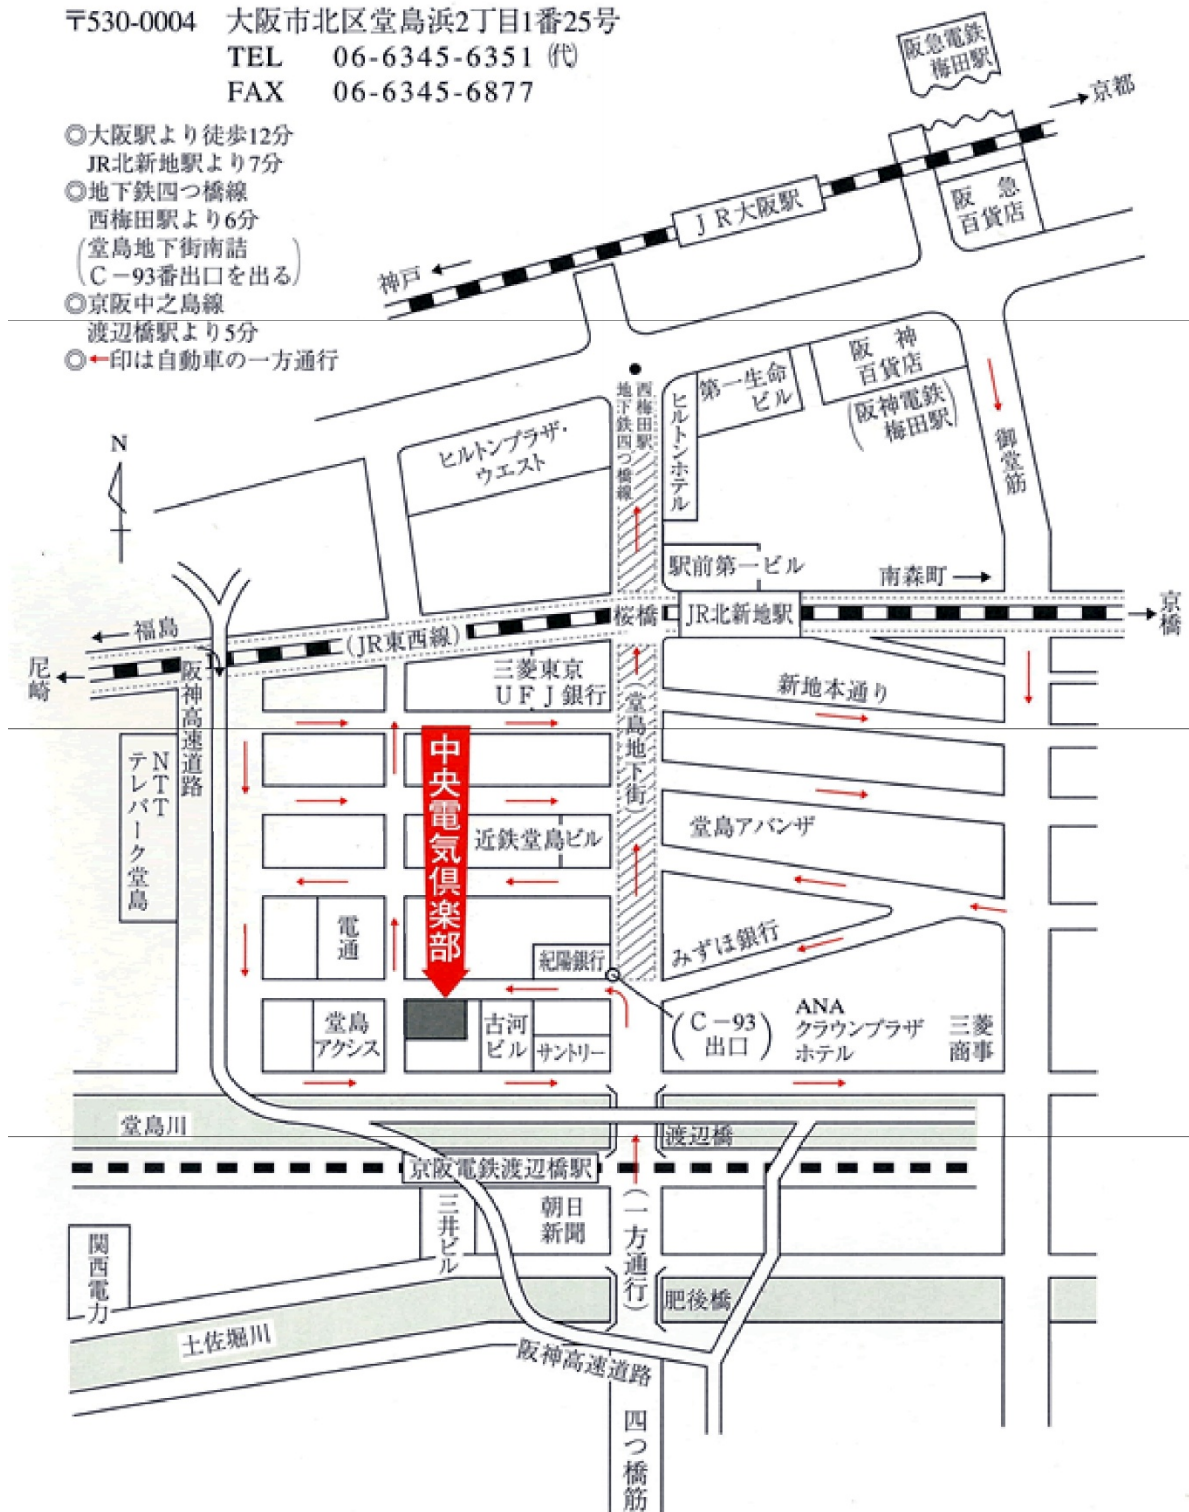 〒530-0004　大阪市北区堂島浜2丁目1番25号
TEL　06-6345-6351 ㈹
FAX　06-6345-6877
◎大阪駅より徒歩12分
JR北新地駅より7分
◎地下鉄四つ橋線
西梅田駅より6分
(堂島地下街南詰
C－93番出口を出る)
◎京阪中之島線
渡辺橋駅より5分
◎←印は自動車の一方通行
阪急電鉄
梅田駅
→京都
ＪＲ大阪駅
阪急
百貨店
神戸←
阪神
百貨店
(阪神電鉄
梅田駅)
第一生命
ビル
ヒルトンホテル
西梅田駅
地下鉄四つ橋線
御堂筋
ヒルトンプラザ・
ウエスト
N
駅前第一ビル
南森町→
←福島
(JR東西線)
桜橋
JR北新地駅
→京橋
尼崎←
阪神高速道路
三菱東京
ＵＦＪ銀行
新地本通り
(堂島地下街)
中央電気倶楽部
NTT
テレパーク堂島
近鉄堂島ビル
堂島アバンザ
電通
紀陽銀行
みずほ銀行
堂島
アクシス
古河
ビル
サントリー
(C－93
出口)
ANA
クラウンプラザ
ホテル
三菱
商事
堂島川
渡辺橋
京阪電鉄渡辺橋駅
三井ビル
朝日
新聞
(一方通行)
関西電力
肥後橋
土佐堀川
阪神高速道路
四つ橋筋